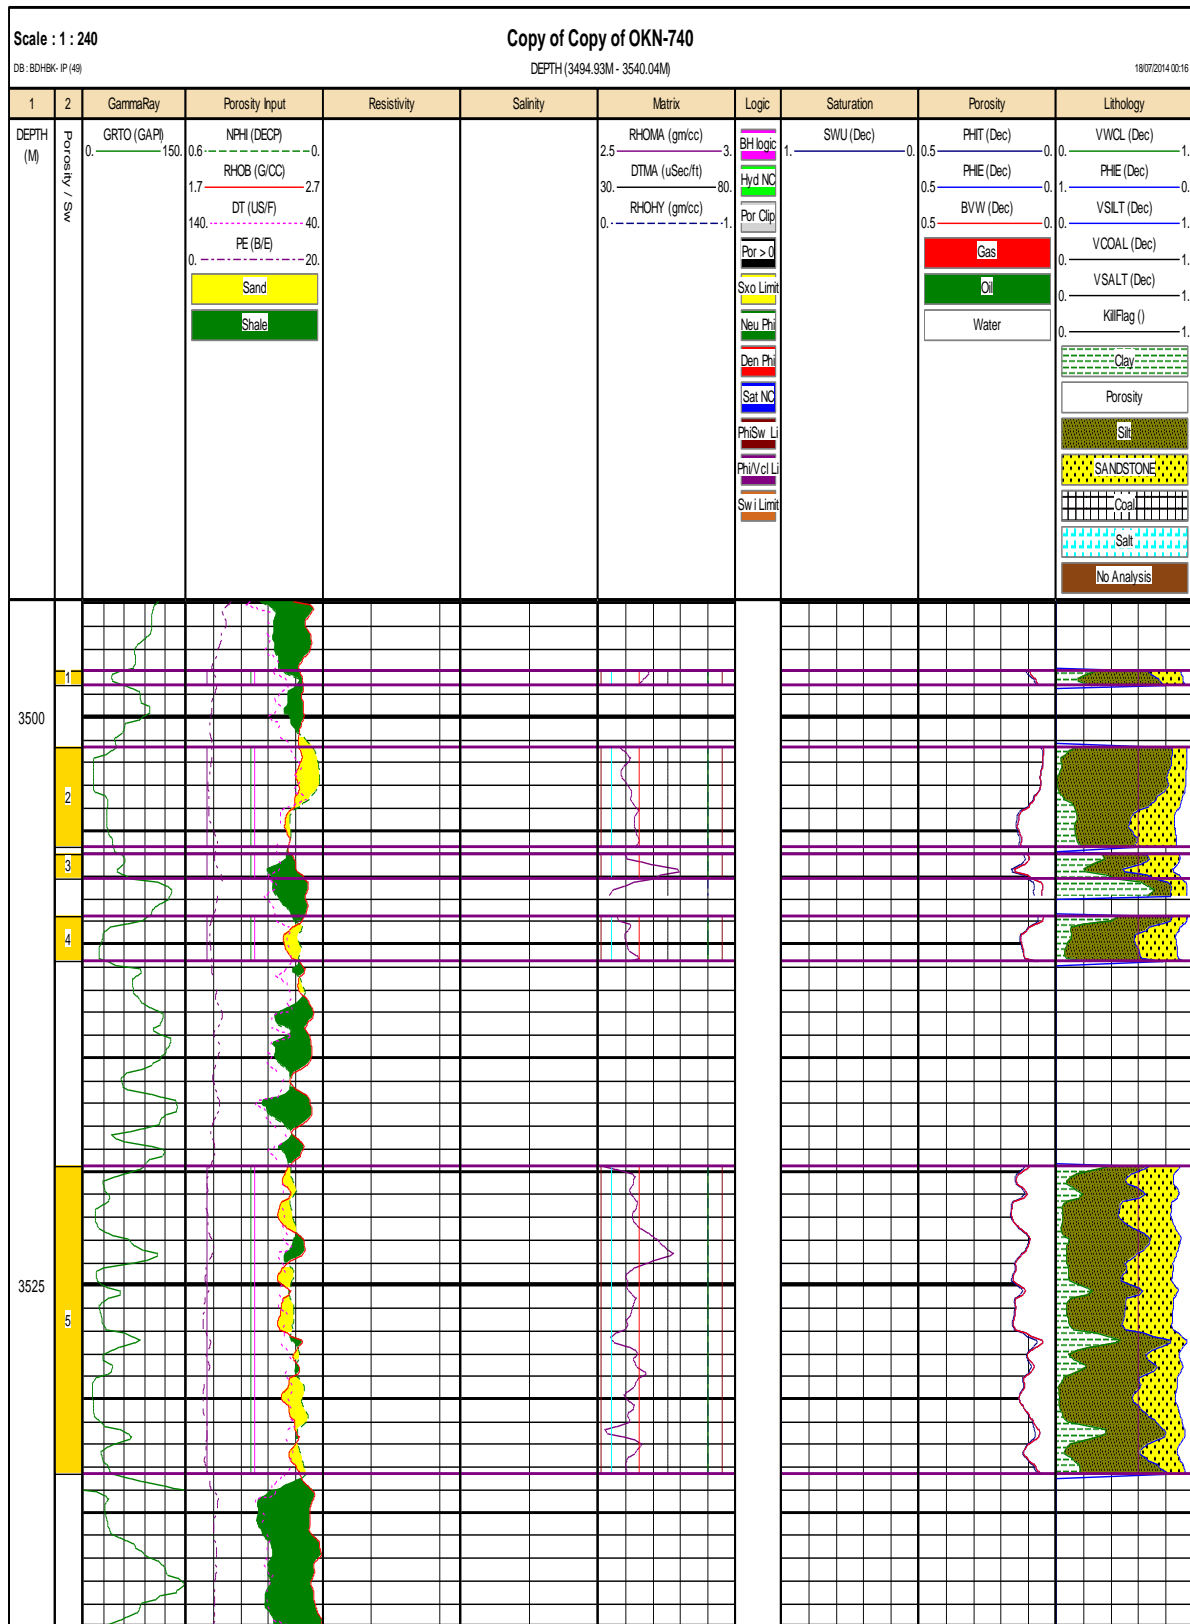 Scale : 1 : 240
Copy of Copy of OKN-740
DB : BDHBK- IP (49)
DEPTH (3494.93M - 3540.04M)
18/07/2014 00:16
1 2 GammaRay Porosity Input Resistivity Salinity Matrix Logic Saturation Porosity Lithology
DEPTH
(M)
Porosity / Sw
GRTO (GAPI)
0. 150.
NPHI (DECP)
0.6 0.
RHOB (G/CC)
1.7 2.7
DT (US/F)
140. 40.
PE (B/E)
0. 20.
Sand
Shale
RHOMA (gm/cc)
2.5 3.
DTMA (uSec/ft)
30. 80.
RHOHY (gm/cc)
0. 1.
BH logic
Hyd NC
Por Clip
Por > 0
Sxo Limit
Neu Phi
Den Phi
Sat NC
PhiSw Li
Phi/Vcl Li
Sw i Limit
SWU (Dec)
1. 0.
PHIT (Dec)
0.5 0.
PHIE (Dec)
0.5 0.
BVW (Dec)
0.5 0.
Gas
Oil
Water
VWCL (Dec)
0. 1.
PHIE (Dec)
1. 0.
VSILT (Dec)
0. 1.
VCOAL (Dec)
0. 1.
VSALT (Dec)
0. 1.
KillFlag ()
0. 1.
Clay
Porosity
Silt
SANDSTONE
Coal
Salt
No Analysis
1
3500
2
3
4
3525
5